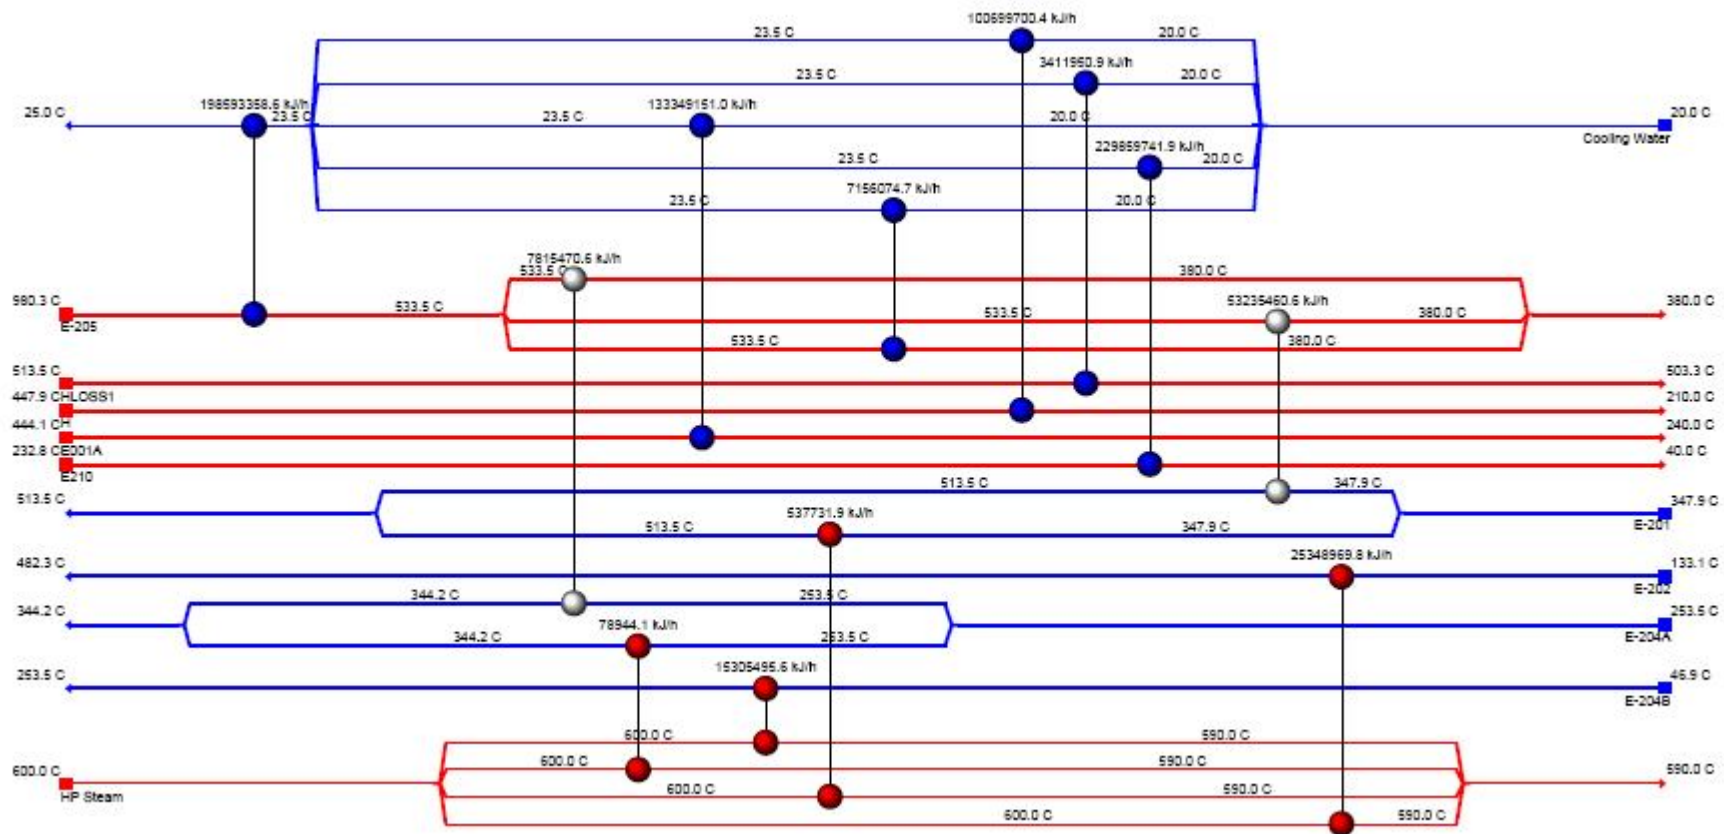 100699700.4 kJ/h
23.5 C
20.0 C
3411950.9 kJ/h
23.5 C
20.0 C
25.0 C
198593358.5 kJ/h
23.5 C
23.5 C
133349151.0 kJ/h
20.0 C
20.0 C
Cooling Water
229859741.9 kJ/h
23.5 C
20.0 C
7156074.7 kJ/h
23.5 C
20.0 C
7815470.6 kJ/h
533.5 C
380.0 C
980.3 C
E-205
533.5 C
53235460.6 kJ/h
533.5 C
380.0 C
380.0 C
533.5 C
380.0 C
513.5 C
503.3 C
447.9 C
HLOSS1
210.0 C
444.1 C
H
240.0 C
232.8 C
E001A
40.0 C
E210
513.5 C
513.5 C
347.9 C
347.9 C
E-201
537731.9 kJ/h
513.5 C
347.9 C
482.3 C
25348969.8 kJ/h
133.1 C
E-202
344.2 C
344.2 C
253.5 C
253.5 C
E-204A
78944.1 kJ/h
344.2 C
253.5 C
253.5 C
15305495.6 kJ/h
46.9 C
E-204B
600.0 C
590.0 C
600.0 C
590.0 C
600.0 C
HP Steam
590.0 C
600.0 C
590.0 C
600.0 C
590.0 C